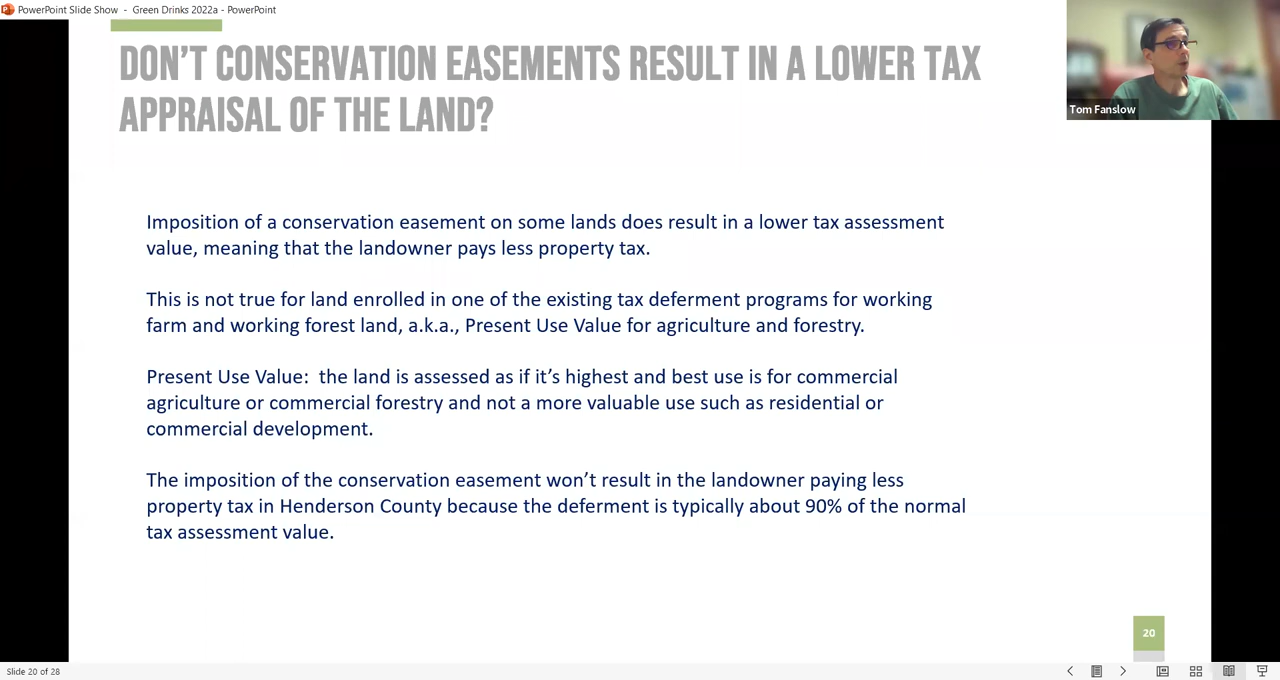 PowerPoint Slide Show - Green Drinks 2022a - PowerPoint
DON'T CONSERVATION EASEMENTS RESULT IN A LOWER TAX
APPRAISAL OF THE LAND?
Tom Fanslow
Imposition of a conservation easement on some lands does result in a lower tax assessment
value, meaning that the landowner pays less property tax.
This is not true for land enrolled in one of the existing tax deferment programs for working
farm and working forest land, a.k.a., Present Use Value for agriculture and forestry.
Present Use Value:  the land is assessed as if it’s highest and best use is for commercial
agriculture or commercial forestry and not a more valuable use such as residential or
commercial development.
The imposition of the conservation easement won’t result in the landowner paying less
property tax in Henderson County because the deferment is typically about 90% of the normal
tax assessment value.
20
Slide 20 of 28